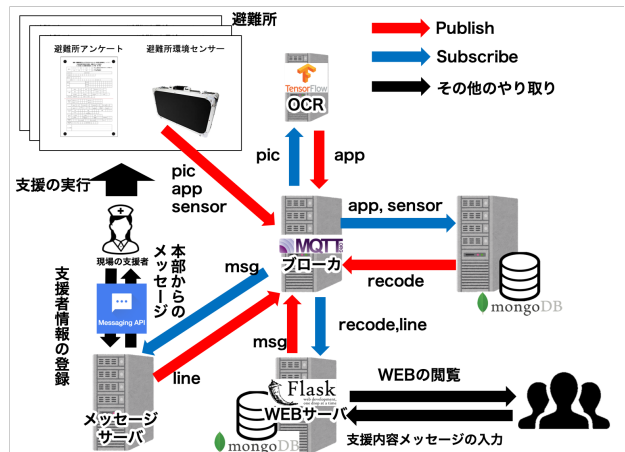 避難所
避難所アンケート
避難所環境センサー
Publish
Subscribe
その他のやり取り
TensorFlow
OCR
pic
app
支援の実行
pic
app
sensor
app, sensor
MQTT
ブローカ
recode
mongoDB
現場の支援者
本部からの
メッセージ
支援者情報の登録
Messaging API
msg
line
msg
recode,line
メッセージ
サーバ
Flask
web development,
one drop at a time
WEBサーバ
mongoDB
WEBの閲覧
支援内容メッセージの入力